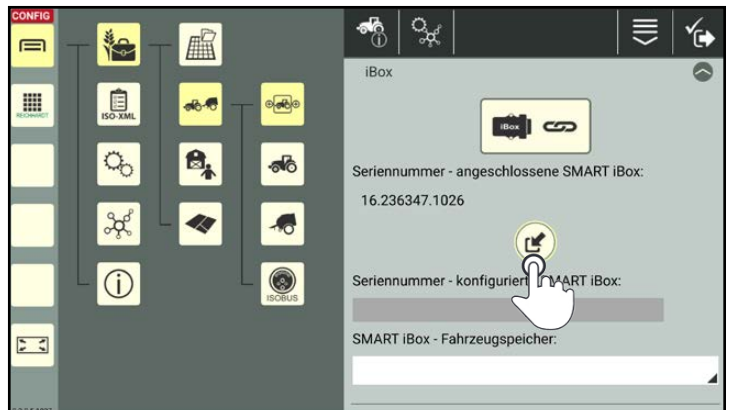 CONFIG
REICHHARDT
ISO-XML
ISOBUS
iBox
iBox
Seriennummer - angeschlossene SMART iBox:
16.236347.1026
Seriennummer - konfiguriert SMART iBox:
SMART iBox - Fahrzeugspeicher: